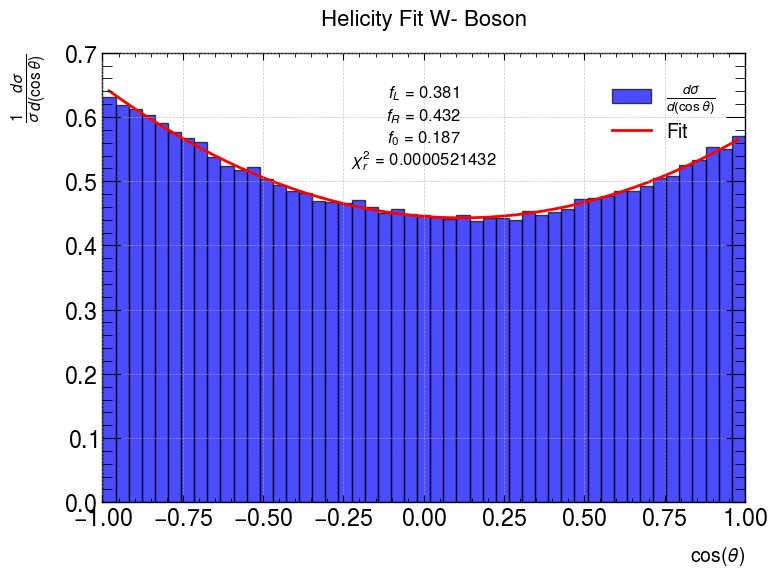 Helicity Fit W- Boson
1/σ dσ/d(cos θ)
0.7
0.6
0.5
0.4
0.3
0.2
0.1
0.0
f_L = 0.381
f_R = 0.432
f_0 = 0.187
χ_r^2 = 0.0000521432
dσ/d(cos θ)
Fit
−1.00 −0.75 −0.50 −0.25 0.00 0.25 0.50 0.75 1.00
cos(θ)